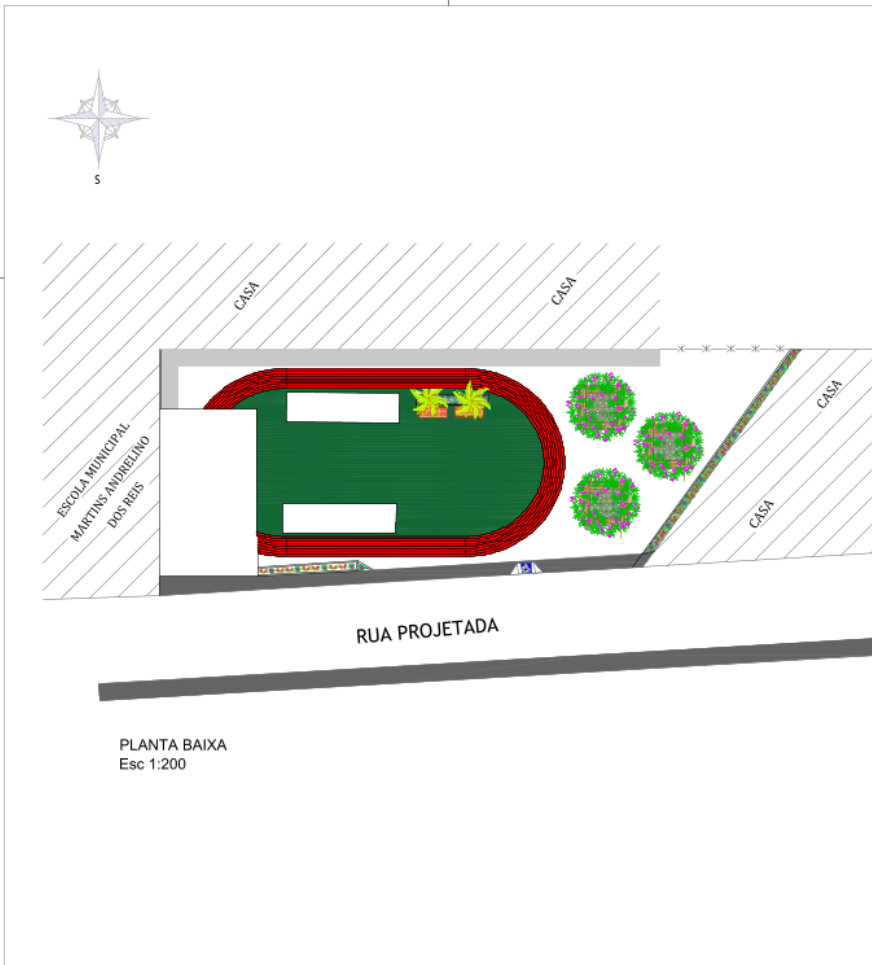 S
CASA
CASA
CASA
ESCOLA MUNICIPAL
MARTINS ANDRELINO
DOS REIS
CASA
RUA PROJETADA
PLANTA BAIXA
Esc 1:200